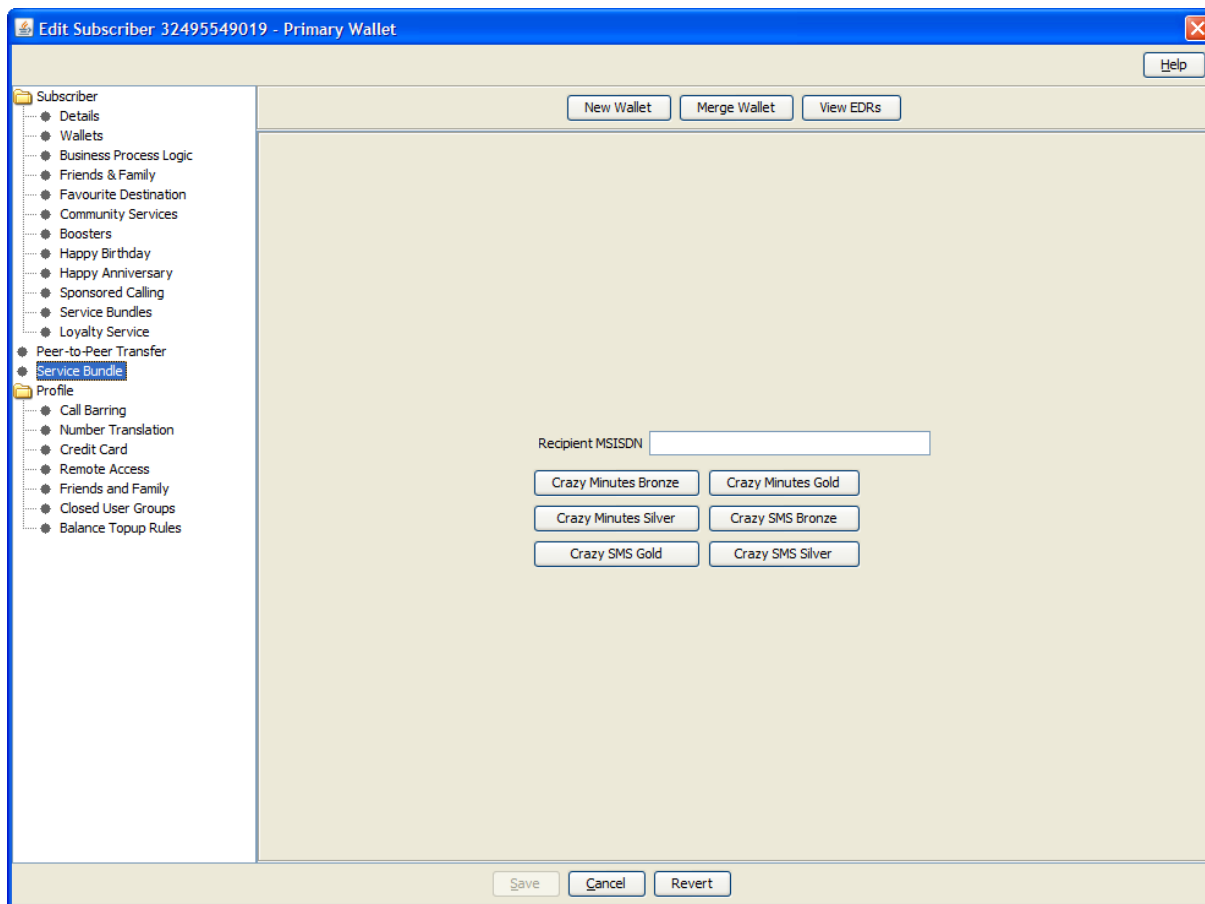 Edit Subscriber 32495549019 - Primary Wallet
Help
Subscriber
Details
Wallets
Business Process Logic
Friends & Family
Favourite Destination
Community Services
Boosters
Happy Birthday
Happy Anniversary
Sponsored Calling
Service Bundles
Loyalty Service
Peer-to-Peer Transfer
Service Bundle
Profile
Call Barring
Number Translation
Credit Card
Remote Access
Friends and Family
Closed User Groups
Balance Topup Rules
New Wallet Merge Wallet View EDRs
Recipient MSISDN
Crazy Minutes Bronze Crazy Minutes Gold
Crazy Minutes Silver Crazy SMS Bronze
Crazy SMS Gold Crazy SMS Silver
Save Cancel Revert